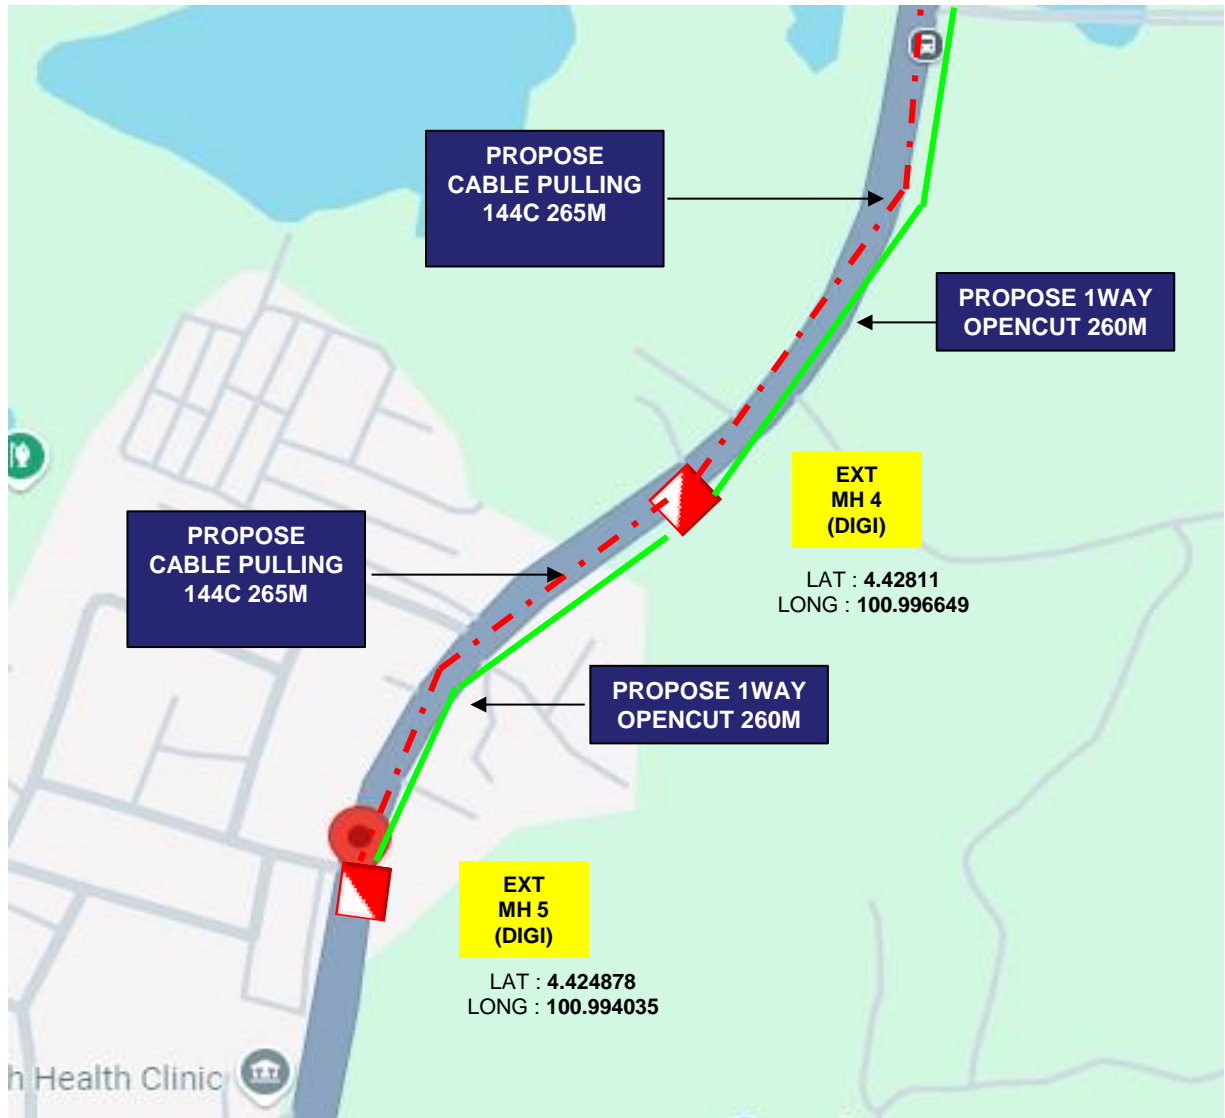 PROPOSE
CABLE PULLING
144C 265M
PROPOSE 1WAY
OPENCUT 260M
EXT
MH 4
(DIGI)
LAT : 4.42811
LONG : 100.996649
PROPOSE
CABLE PULLING
144C 265M
PROPOSE 1WAY
OPENCUT 260M
EXT
MH 5
(DIGI)
LAT : 4.424878
LONG : 100.994035
h Health Clinic